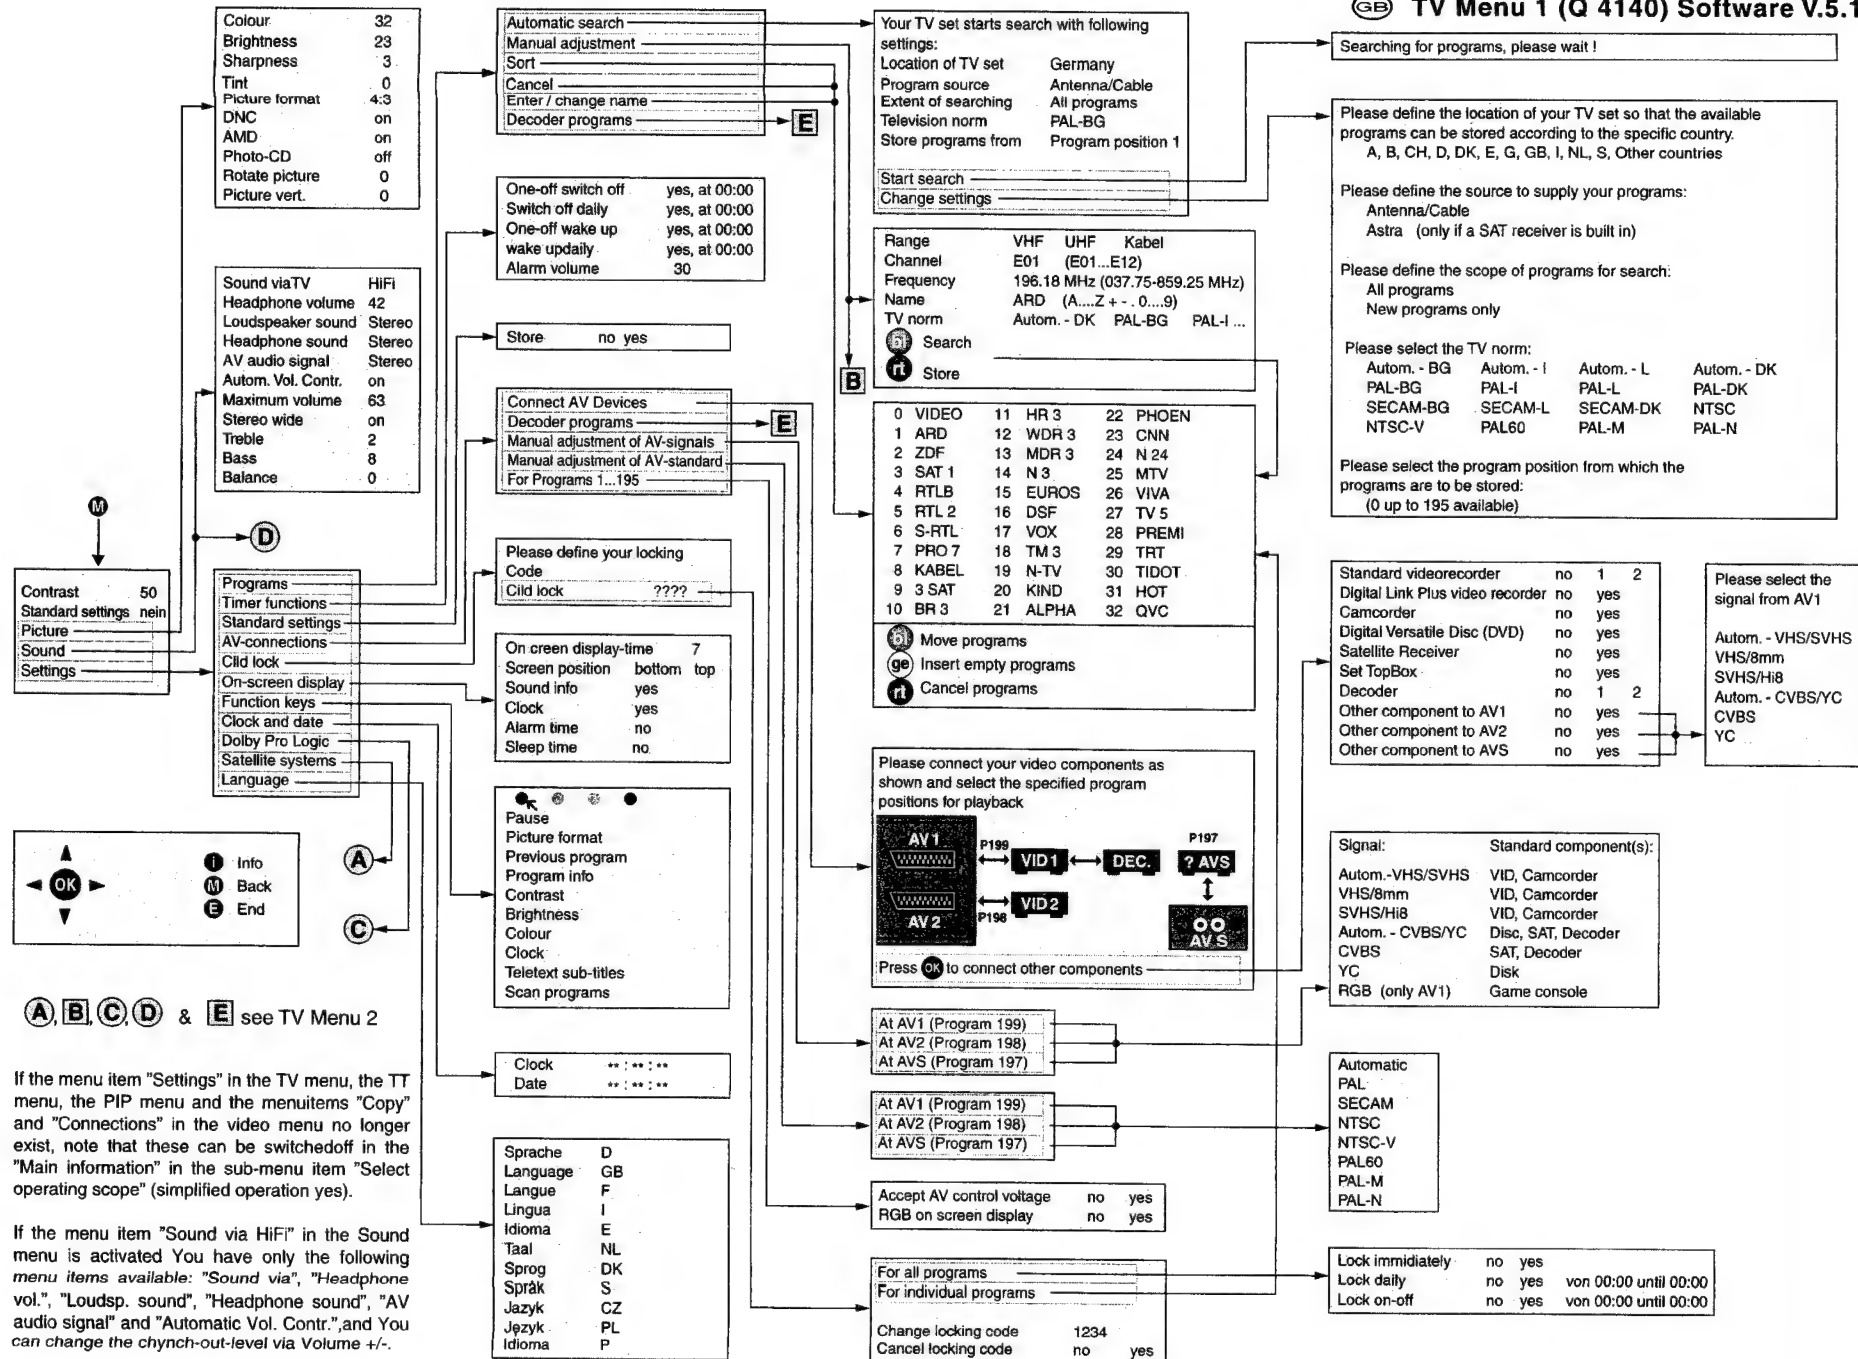 GB TV Menu 1 (Q 4140) Software V.5.1
Colour 32
Brightness 23
Sharpness 3
Tint 0
Picture format 4:3
DNC on
AMD on
Photo-CD off
Rotate picture 0
Picture vert. 0
Sound viaTV HiFi
Headphone volume 42
Loudspeaker sound Stereo
Headphone sound Stereo
AV audio signal Stereo
Autom. Vol. Contr. on
Maximum volume 63
Stereo wide on
Treble 2
Bass 8
Balance 0
M
D
Contrast 50
Standard settings nein
Picture
Sound
Settings
Programs
Timer functions
Standard settings
AV-connections
Clld lock
On-screen display
Function keys
Clock and date
Dolby Pro Logic
Satellite systems
Language
OK
i Info
M Back
E End
A
C
A, B, C, D & E see TV Menu 2
If the menu item "Settings" in the TV menu, the TT
menu, the PIP menu and the menuitems "Copy"
and "Connections" in the video menu no longer
exist, note that these can be switchedoff in the
"Main information" in the sub-menu item "Select
operating scope" (simplified operation yes).
If the menu item "Sound via HiFi" in the Sound
menu is activated You have only the following
menu items available: "Sound via", "Headphone
vol.", "Loudsp. sound", "Headphone sound", "AV
audio signal" and "Automatic Vol. Contr.",and You
can change the chynch-out-level via Volume +/-.
Automatic search
Manual adjustment
Sort
Cancel
Enter / change name
Decoder programs
E
One-off switch off yes, at 00:00
Switch off daily yes, at 00:00
One-off wake up yes, at 00:00
wake updaily yes, at 00:00
Alarm volume 30
Store no yes
Connect AV Devices
Decoder programs
E
Manual adjustment of AV-signals
Manual adjustment of AV-standard
For Programs 1...195
Please define your locking
Code
Cild lock ????
On creen display-time 7
Screen position bottom top
Sound info yes
Clock yes
Alarm time no
Sleep time no
Pause
Picture format
Previous program
Program info
Contrast
Brightness
Colour
Clock
Teletext sub-titles
Scan programs
Clock ** : ** : **
Date ** : ** : **
Sprache D
Language GB
Langue F
Lingua I
Idioma E
Taal NL
Sprog DK
Språk S
Jazyk CZ
Język PL
Idioma P
Your TV set starts search with following
settings:
Location of TV set Germany
Program source Antenna/Cable
Extent of searching All programs
Television norm PAL-BG
Store programs from Program position 1
Start search
Change settings
Range VHF UHF Kabel
Channel E01 (E01...E12)
Frequency 196.18 MHz (037.75-859.25 MHz)
Name ARD (A....Z + - . 0....9)
TV norm Autom. - DK PAL-BG PAL-I ...
bl Search
rt Store
B
0 VIDEO 11 HR 3 22 PHOEN
1 ARD 12 WDR 3 23 CNN
2 ZDF 13 MDR 3 24 N 24
3 SAT 1 14 N 3 25 MTV
4 RTLB 15 EUROS 26 VIVA
5 RTL 2 16 DSF 27 TV 5
6 S-RTL 17 VOX 28 PREMI
7 PRO 7 18 TM 3 29 TRT
8 KABEL 19 N-TV 30 TIDOT
9 3 SAT 20 KIND 31 HOT
10 BR 3 21 ALPHA 32 QVC
bl Move programs
ge Insert empty programs
rt Cancel programs
Please connect your video components as
shown and select the specified program
positions for playback
AV 1 P199 VID 1 DEC. P197 ? AVS
AV 2 P198 VID 2 AV S
Press OK to connect other components
At AV1 (Program 199)
At AV2 (Program 198)
At AVS (Program 197)
At AV1 (Program 199)
At AV2 (Program 198)
At AVS (Program 197)
Accept AV control voltage no yes
RGB on screen display no yes
For all programs
For individual programs
Change locking code 1234
Cancel locking code no yes
Searching for programs, please wait !
Please define the location of your TV set so that the available
programs can be stored according to the specific country.
A, B, CH, D, DK, E, G, GB, I, NL, S, Other countries
Please define the source to supply your programs:
Antenna/Cable
Astra (only if a SAT receiver is built in)
Please define the scope of programs for search:
All programs
New programs only
Please select the TV norm:
Autom. - BG Autom. - I Autom. - L Autom. - DK
PAL-BG PAL-I PAL-L PAL-DK
SECAM-BG SECAM-L SECAM-DK NTSC
NTSC-V PAL60 PAL-M PAL-N
Please select the program position from which the
programs are to be stored:
(0 up to 195 available)
Standard videorecorder no 1 2
Digital Link Plus video recorder no yes
Camcorder no yes
Digital Versatile Disc (DVD) no yes
Satellite Receiver no yes
Set TopBox no yes
Decoder no 1 2
Other component to AV1 no yes
Other component to AV2 no yes
Other component to AVS no yes
Please select the
signal from AV1
Autom. - VHS/SVHS
VHS/8mm
SVHS/Hi8
Autom. - CVBS/YC
CVBS
YC
Signal: Standard component(s):
Autom.-VHS/SVHS VID, Camcorder
VHS/8mm VID, Camcorder
SVHS/Hi8 VID, Camcorder
Autom. - CVBS/YC Disc, SAT, Decoder
CVBS SAT, Decoder
YC Disk
RGB (only AV1) Game console
Automatic
PAL
SECAM
NTSC
NTSC-V
PAL60
PAL-M
PAL-N
Lock immidiately no yes
Lock daily no yes von 00:00 until 00:00
Lock on-off no yes von 00:00 until 00:00